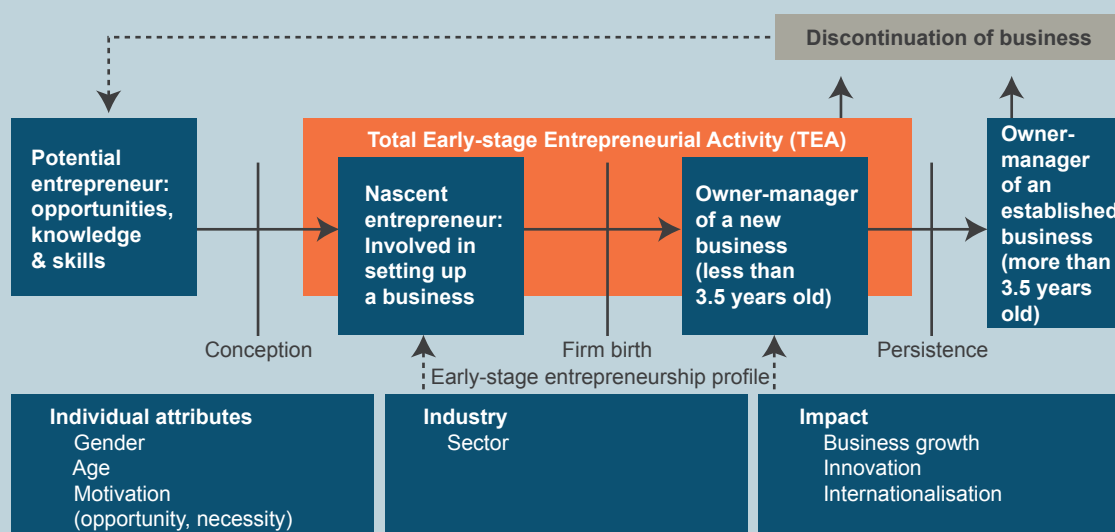 Discontinuation of business
Total Early-stage Entrepreneurial Activity (TEA)
Potential
entrepreneur:
opportunities,
knowledge
& skills
Nascent
entrepreneur:
Involved in
setting up
a business
Owner-manager
of a new
business
(less than
3.5 years old)
Owner-
manager
of an
established
business
(more than
3.5 years
old)
Conception
Firm birth
Persistence
Early-stage entrepreneurship profile
Individual attributes
Gender
Age
Motivation
(opportunity, necessity)
Industry
Sector
Impact
Business growth
Innovation
Internationalisation